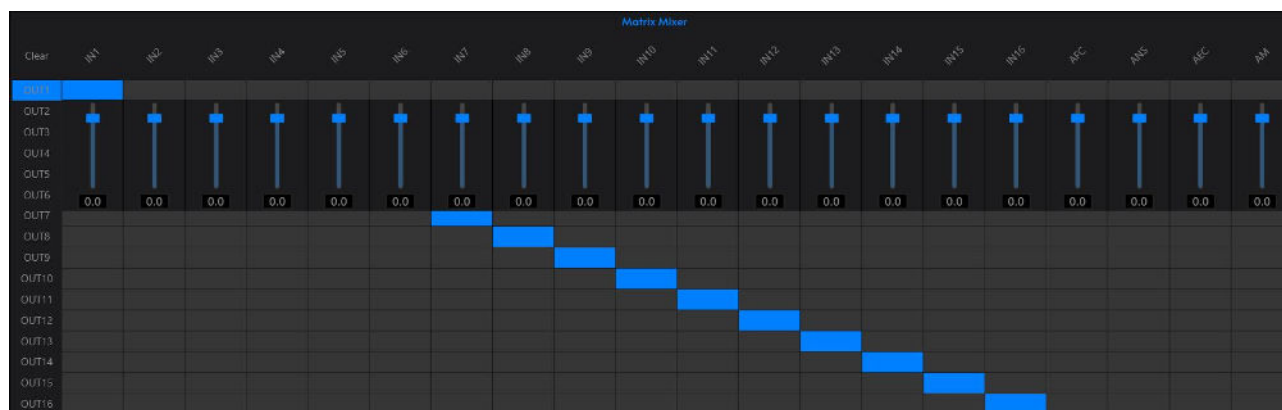 Matrix Mixer
Clear IN1 IN2 IN3 IN4 IN5 IN6 IN7 IN8 IN9 IN10 IN11 IN12 IN13 IN14 IN15 IN16 AFC ANS AEC AM
OUT1
OUT2
OUT3
OUT4
OUT5
OUT6 0.0 0.0 0.0 0.0 0.0 0.0 0.0 0.0 0.0 0.0 0.0 0.0 0.0 0.0 0.0 0.0 0.0 0.0 0.0 0.0
OUT7
OUT8
OUT9
OUT10
OUT11
OUT12
OUT13
OUT14
OUT15
OUT16